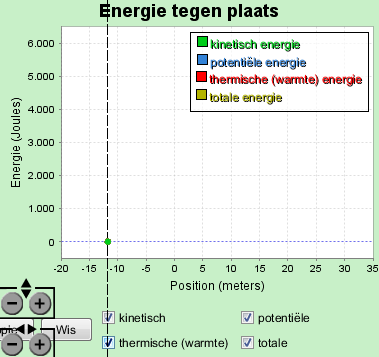 Energie tegen plaats
kinetisch energie
potentiële energie
thermische (warmte) energie
totale energie
Energie (Joules)
6.000
5.000
4.000
3.000
2.000
1.000
0
-20 -15 -10 -5 0 5 10 15 20 25 30 35
Position (meters)
kinetisch potentiële
Wis
thermische (warmte) totale